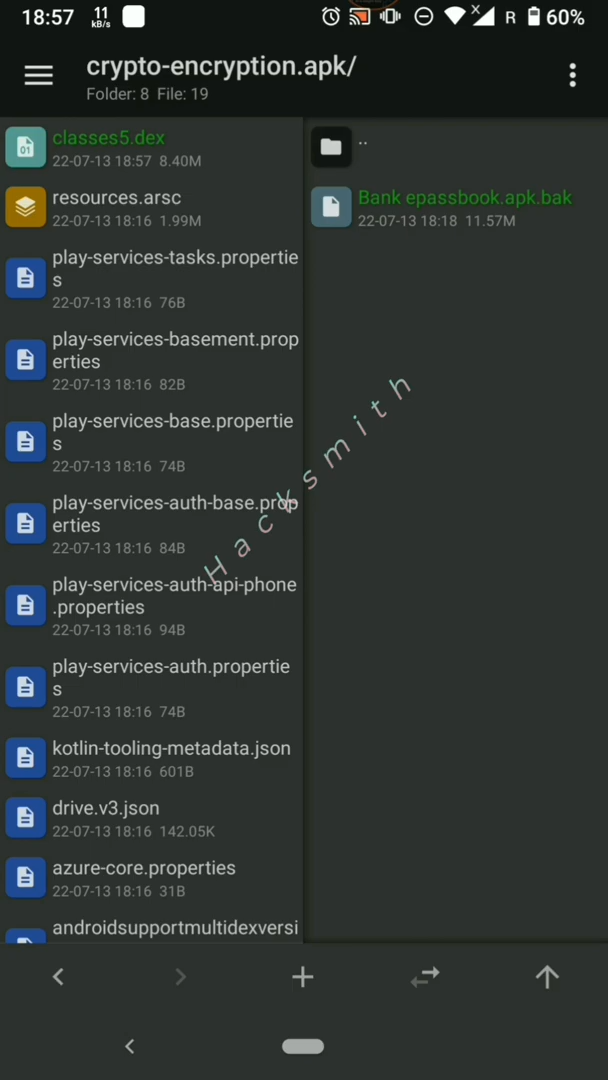 18:57 11 kB/s R 60%
crypto-encryption.apk/
Folder: 8 File: 19
classes5.dex
22-07-13 18:57 8.40M
resources.arsc
22-07-13 18:16 1.99M
play-services-tasks.propertie
s
22-07-13 18:16 76B
play-services-basement.prop
erties
22-07-13 18:16 82B
play-services-base.propertie
s
22-07-13 18:16 74B
play-services-auth-base.prop
erties
22-07-13 18:16 84B
play-services-auth-api-phone
.properties
22-07-13 18:16 94B
play-services-auth.propertie
s
22-07-13 18:16 74B
kotlin-tooling-metadata.json
22-07-13 18:16 601B
drive.v3.json
22-07-13 18:16 142.05K
azure-core.properties
22-07-13 18:16 31B
androidsupportmultidexversi
..
Bank epassbook.apk.bak
22-07-13 18:18 11.57M
Hacksmith